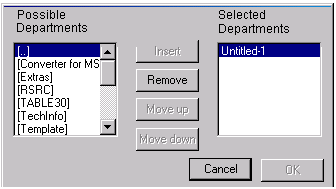 Possible
Departments
[..]
[Converter for MS
[Extras]
[RSRC]
[TABLE30]
[TechInfo]
[Template]
Insert
Remove
Move up
Move down
Selected
Departments
Untitled-1
Cancel
OK